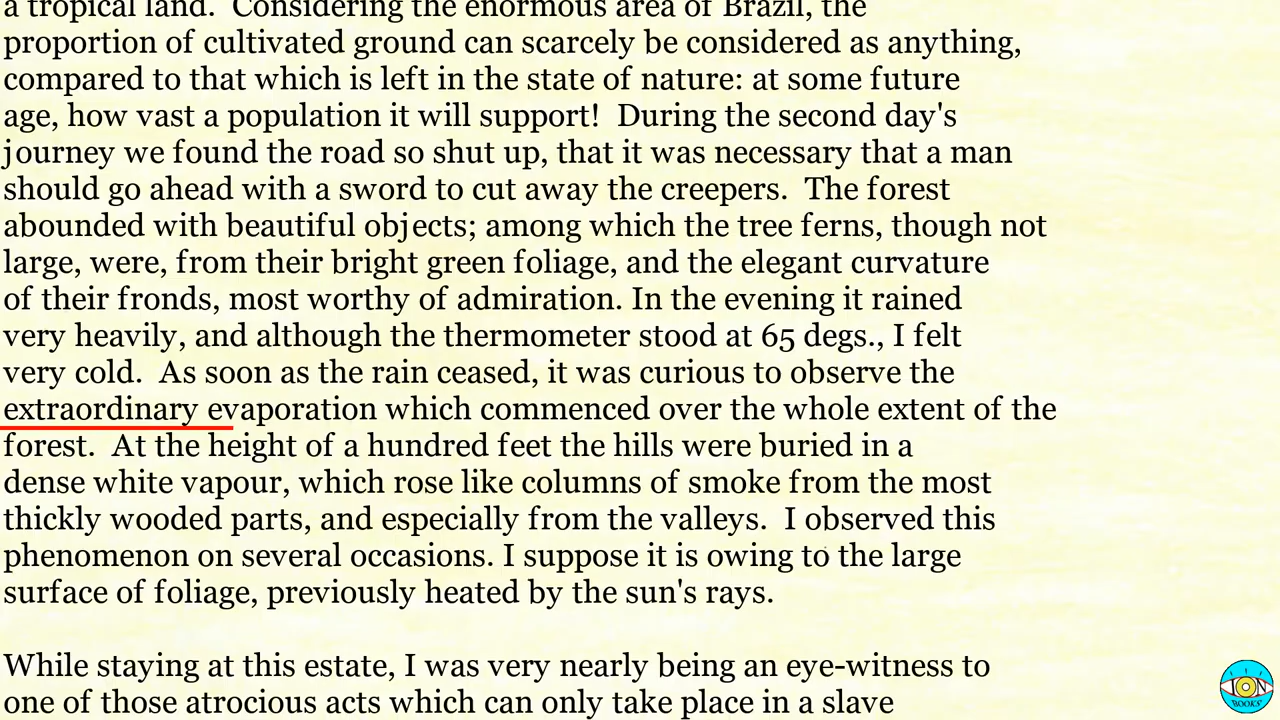 a tropical land.  Considering the enormous area of Brazil, the
proportion of cultivated ground can scarcely be considered as anything,
compared to that which is left in the state of nature: at some future
age, how vast a population it will support!  During the second day's
journey we found the road so shut up, that it was necessary that a man
should go ahead with a sword to cut away the creepers.  The forest
abounded with beautiful objects; among which the tree ferns, though not
large, were, from their bright green foliage, and the elegant curvature
of their fronds, most worthy of admiration. In the evening it rained
very heavily, and although the thermometer stood at 65 degs., I felt
very cold.  As soon as the rain ceased, it was curious to observe the
extraordinary evaporation which commenced over the whole extent of the
forest.  At the height of a hundred feet the hills were buried in a
dense white vapour, which rose like columns of smoke from the most
thickly wooded parts, and especially from the valleys.  I observed this
phenomenon on several occasions. I suppose it is owing to the large
surface of foliage, previously heated by the sun's rays.
While staying at this estate, I was very nearly being an eye-witness to
one of those atrocious acts which can only take place in a slave
ION
BOOKS